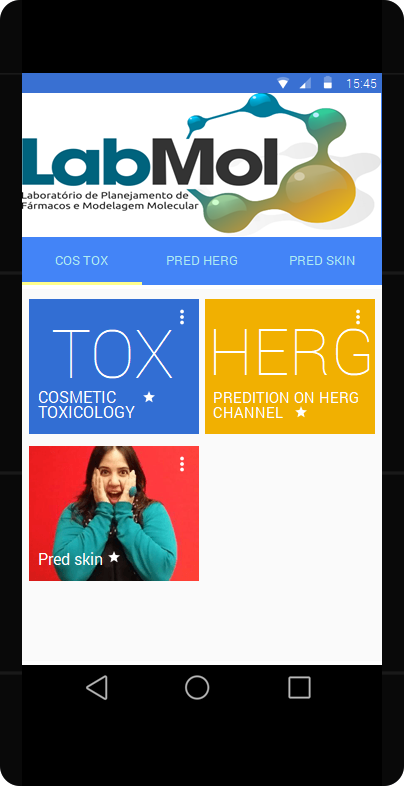 15:45
LabMol
Laboratório de Planejamento de
Fármacos e Modelagem Molecular
COS TOX
PRED HERG
PRED SKIN
TOX
COSMETIC
TOXICOLOGY
HERG
PREDITION ON HERG
CHANNEL
Pred skin